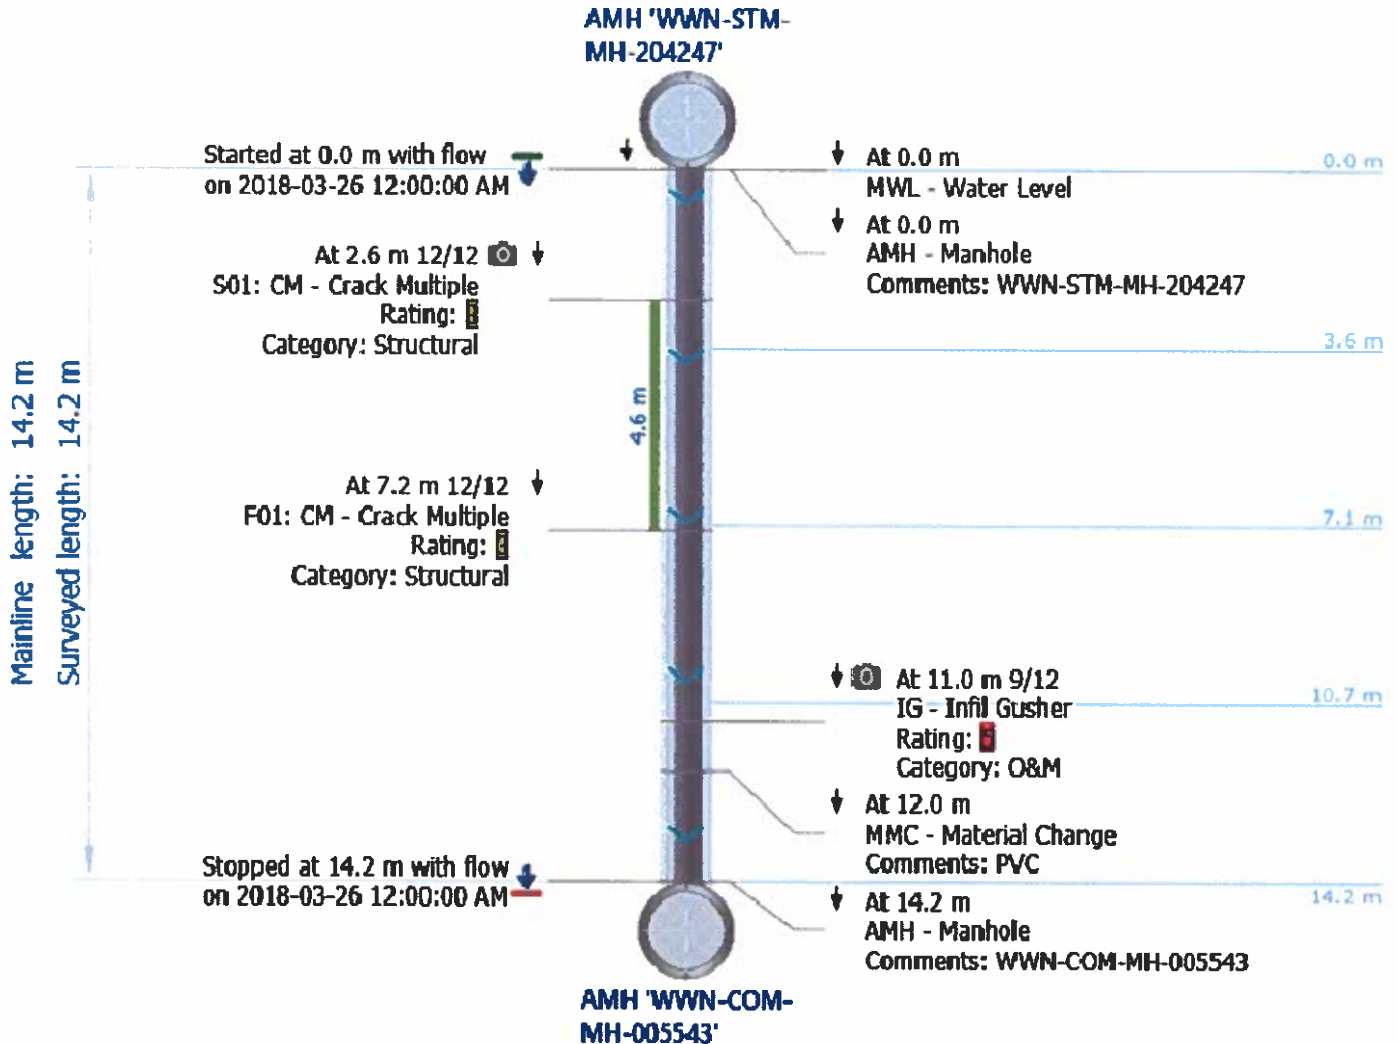 AMH 'WWN-STM-
MH-204247'
Started at 0.0 m with flow
on 2018-03-26 12:00:00 AM
At 0.0 m
MWL - Water Level
0.0 m
At 0.0 m
AMH - Manhole
Comments: WWN-STM-MH-204247
At 2.6 m 12/12
S01: CM - Crack Multiple
Rating:
Category: Structural
3.6 m
4.6 m
Mainline length: 14.2 m
Surveyed length: 14.2 m
At 7.2 m 12/12
F01: CM - Crack Multiple
Rating:
Category: Structural
7.1 m
At 11.0 m 9/12
IG - Infil Gusher
Rating:
Category: O&M
10.7 m
At 12.0 m
MMC - Material Change
Comments: PVC
Stopped at 14.2 m with flow
on 2018-03-26 12:00:00 AM
14.2 m
At 14.2 m
AMH - Manhole
Comments: WWN-COM-MH-005543
AMH 'WWN-COM-
MH-005543'